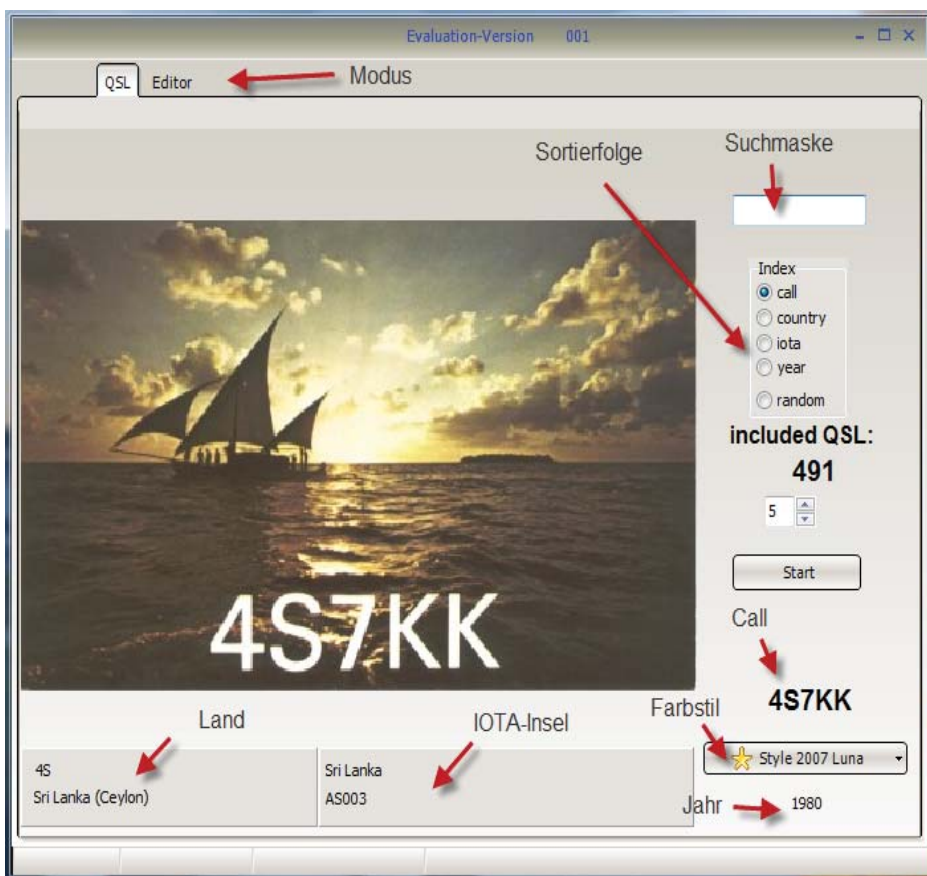 Evaluation-Version 001
QSL Editor Modus
Sortierfolge Suchmaske
Index
call
country
iota
year
random
included QSL:
491
5
Start
4S7KK
Call
4S7KK
Land IOTA-Insel Farbstil
4S Sri Lanka Style 2007 Luna
Sri Lanka (Ceylon) AS003 Jahr 1980